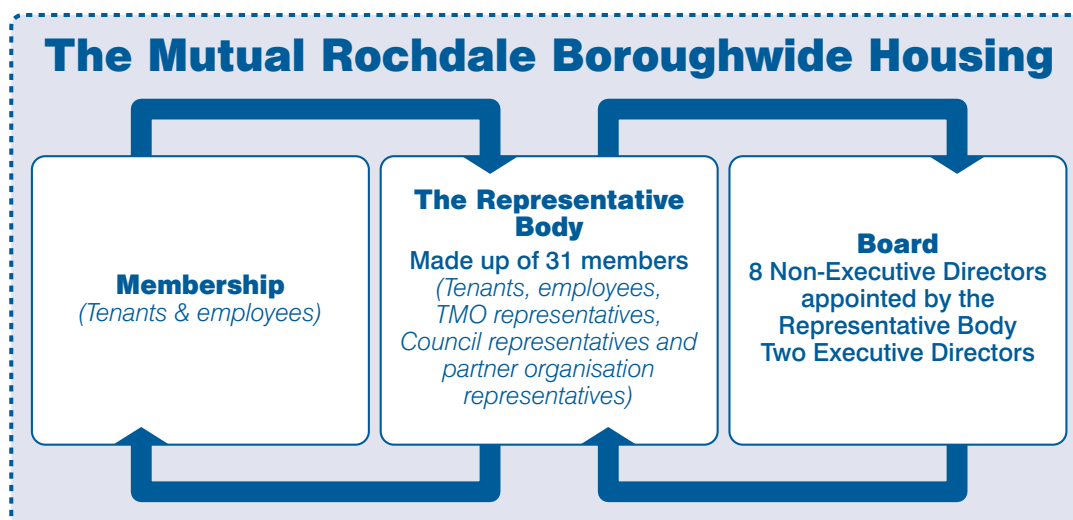 The Mutual Rochdale Boroughwide Housing
Membership
(Tenants & employees)
The Representative
Body
Made up of 31 members
(Tenants, employees,
TMO representatives,
Council representatives and
partner organisation
representatives)
Board
8 Non-Executive Directors
appointed by the
Representative Body
Two Executive Directors